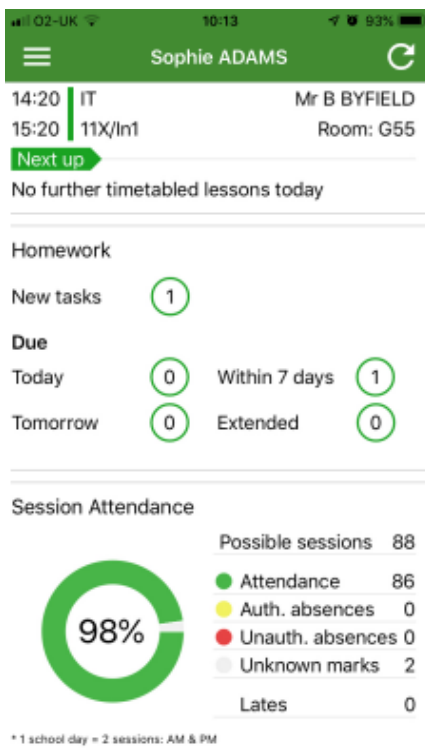 O2-UK 10:13 93%
Sophie ADAMS
14:20 IT Mr B BYFIELD
15:20 11X/In1 Room: G55
Next up
No further timetabled lessons today
Homework
New tasks 1
Due
Today 0 Within 7 days 1
Tomorrow 0 Extended 0
Session Attendance
Possible sessions 88
Attendance 86
Auth. absences 0
98%
Unauth. absences 0
Unknown marks 2
Lates 0
* 1 school day = 2 sessions: AM & PM